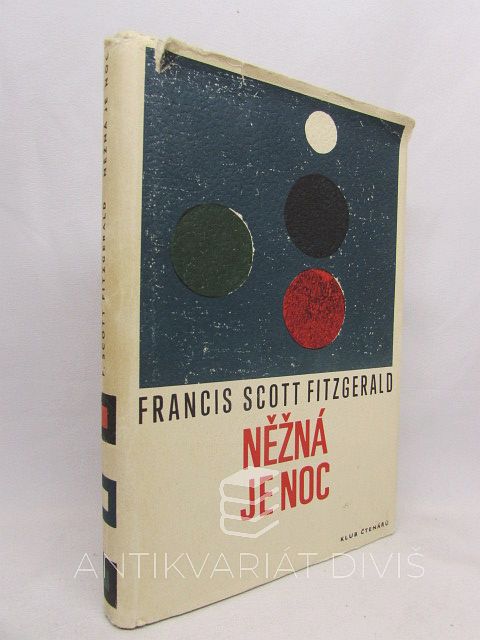 FRANCIS SCOTT FITZGERALD
NĚŽNÁ
JE NOC
KLUB ČTENÁŘŮ
F. SCOTT FITZGERALD NĚŽNÁ JE NOC
ANTIKVARIÁT DIVIŠ